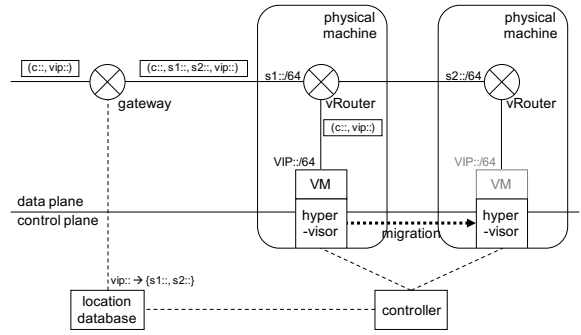 physical
machine
physical
machine
(c::, vip::)
(c::, s1::, s2::, vip::)
s1::/64
s2::/64
gateway
vRouter
vRouter
(c::, vip::)
VIP::/64
VIP::/64
VM
VM
data plane
control plane
hyper
-visor
migration
hyper
-visor
vip:: → {s1::, s2::}
location
database
controller